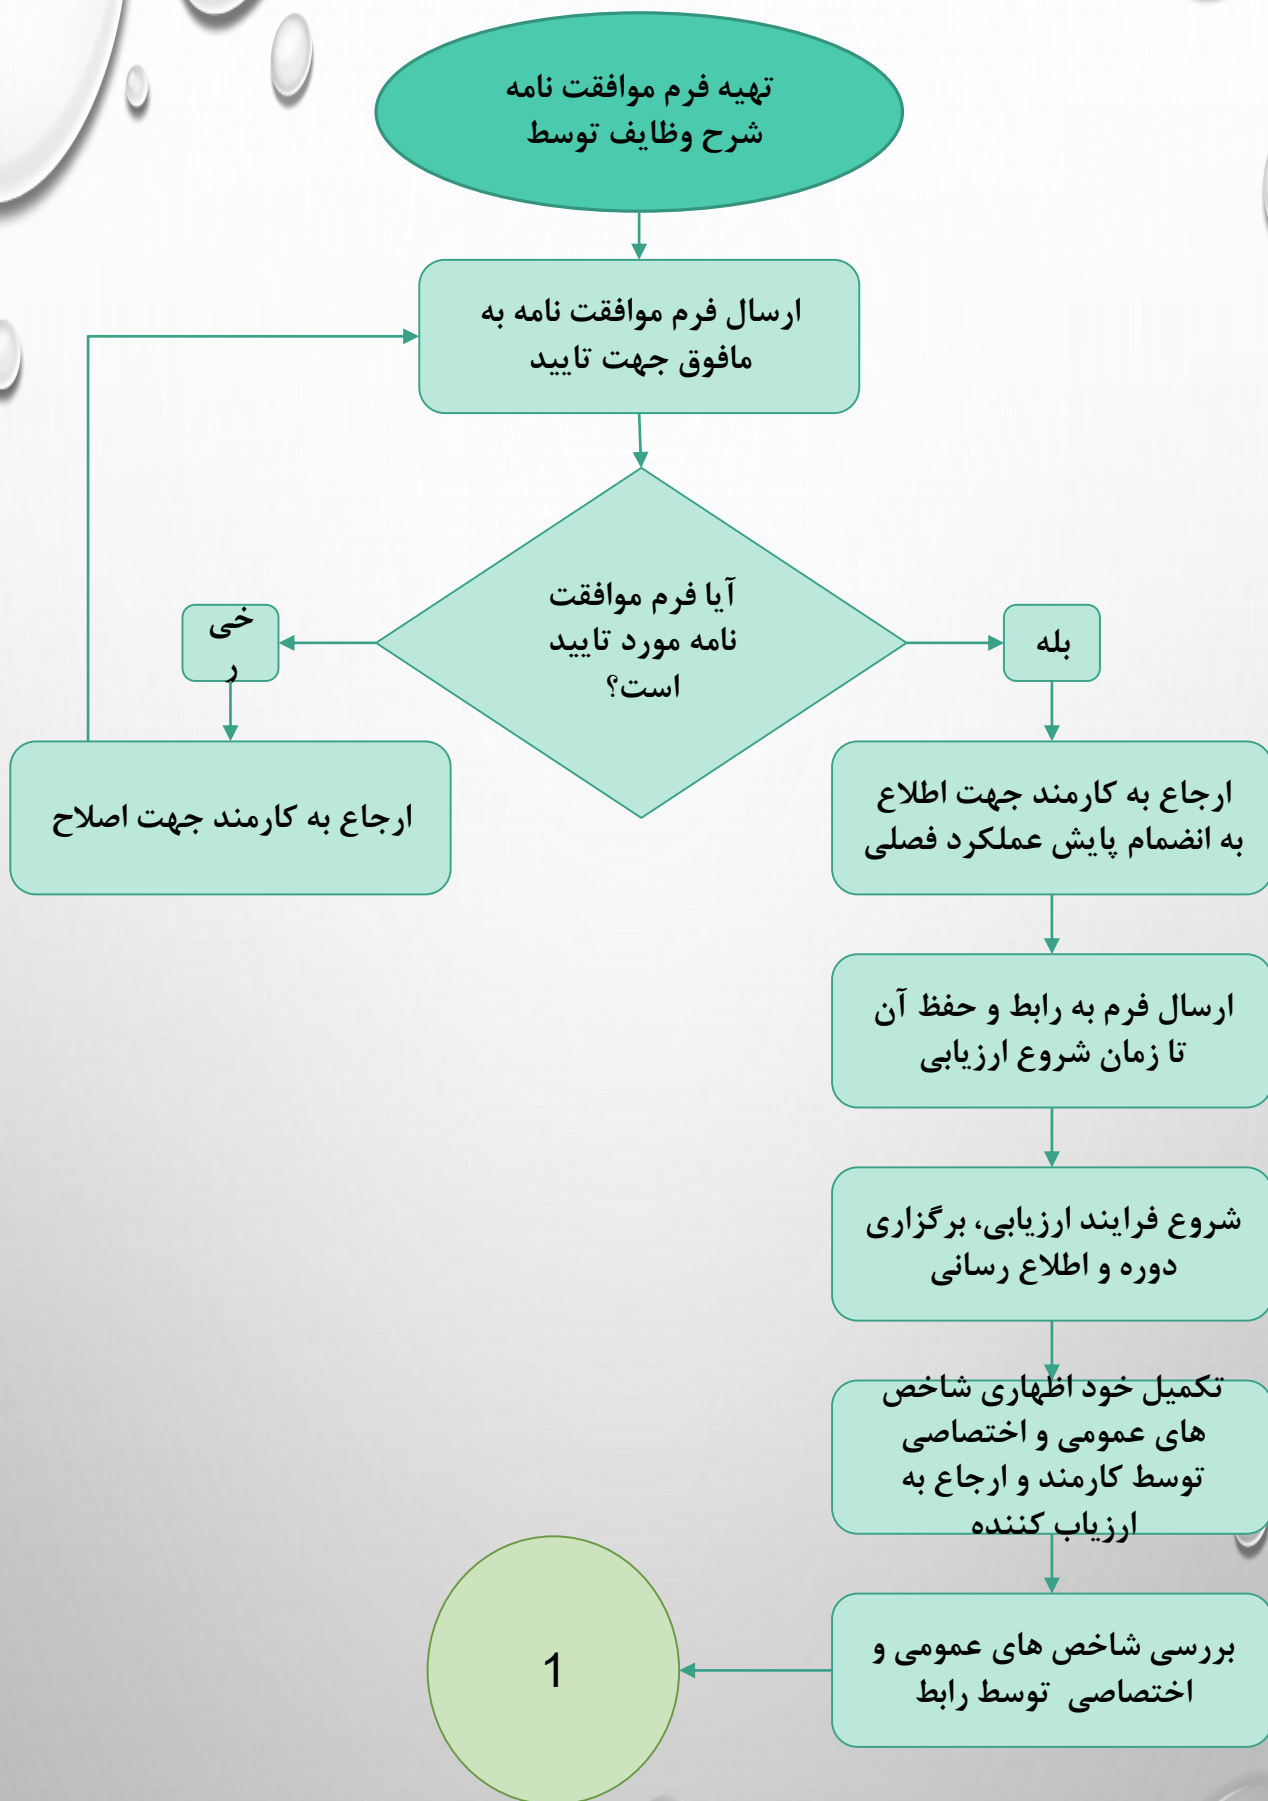 تهیه فرم موافقت نامه
شرح وظایف توسط
ارسال فرم موافقت نامه به
مافوق جهت تایید
آیا فرم موافقت
نامه مورد تایید
است؟
خی
ر
بله
ارجاع به کارمند جهت اصلاح
ارجاع به کارمند جهت اطلاع
به انضمام پایش عملکرد فصلی
ارسال فرم به رابط و حفظ آن
تا زمان شروع ارزیابی
شروع فرایند ارزیابی، برگزاری
دوره و اطلاع رسانی
تکمیل خود اظهاری شاخص
های عمومی و اختصاصی
توسط کارمند و ارجاع به
ارزیاب کننده
بررسی شاخص های عمومی و
اختصاصی توسط رابط
1